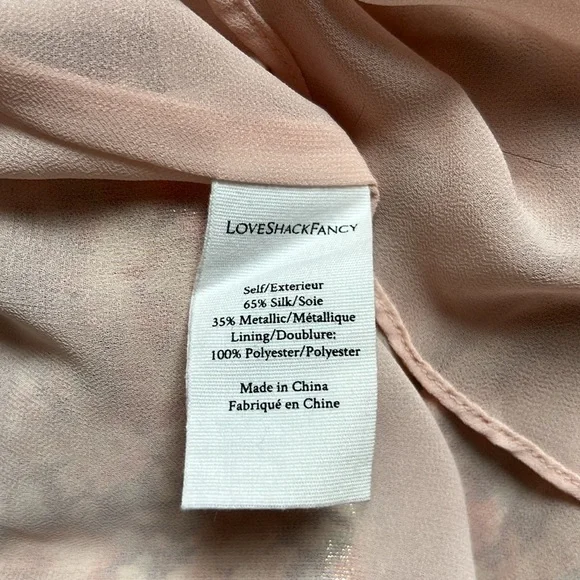 LOVESHACKFANCY
Self/Exterieur
65% Silk/Soie
35% Metallic/Métallique
Lining/Doublure:
100% Polyester/Polyester
Made in China
Fabriqué en Chine